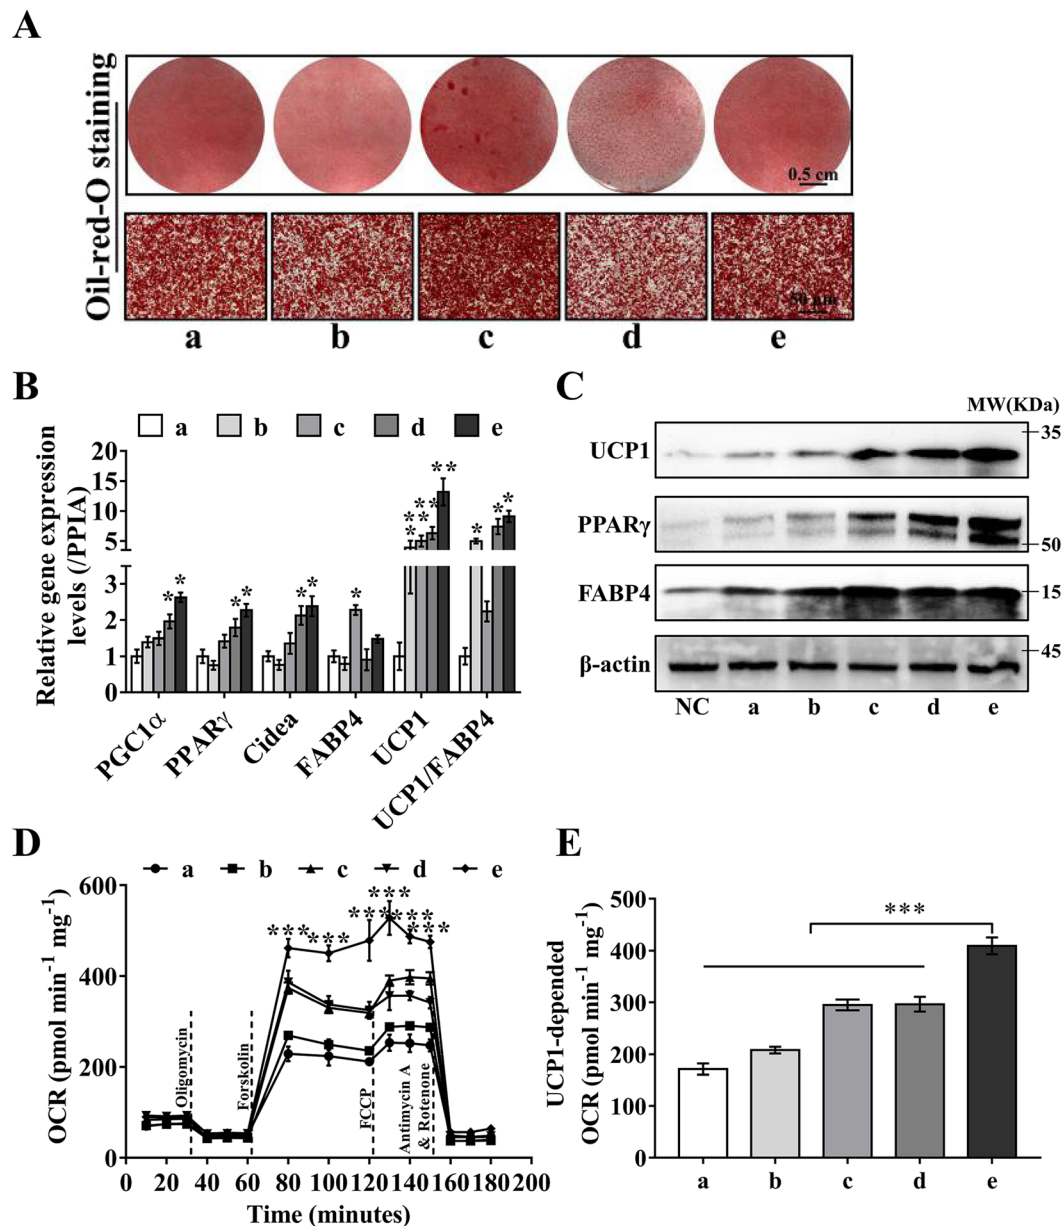 A
Oil-red-O staining
0.5 cm
50 μm
a b c d e
B
a b c d e
Relative gene expression
levels (/PPIA)
20
15
10
5
3
2
1
0
* * * * * * * * * * * * * * * * * *
PGC1α PPARγ Cidea FABP4 UCP1 UCP1/FABP4
C
MW(KDa)
UCP1
35
PPARγ
50
FABP4
15
β-actin
45
NC a b c d e
D
a b c d e
OCR (pmol min-1 mg-1)
600
400
200
0
Oligomycin
Forskolin
FCCP
Antimycin A
& Rotenone
*** *** *** *** *** ***
0 20 40 60 80 100 120 140 160 180 200
Time (minutes)
E
UCP1-depended
OCR (pmol min-1 mg-1)
500
400
300
200
100
0
***
a b c d e